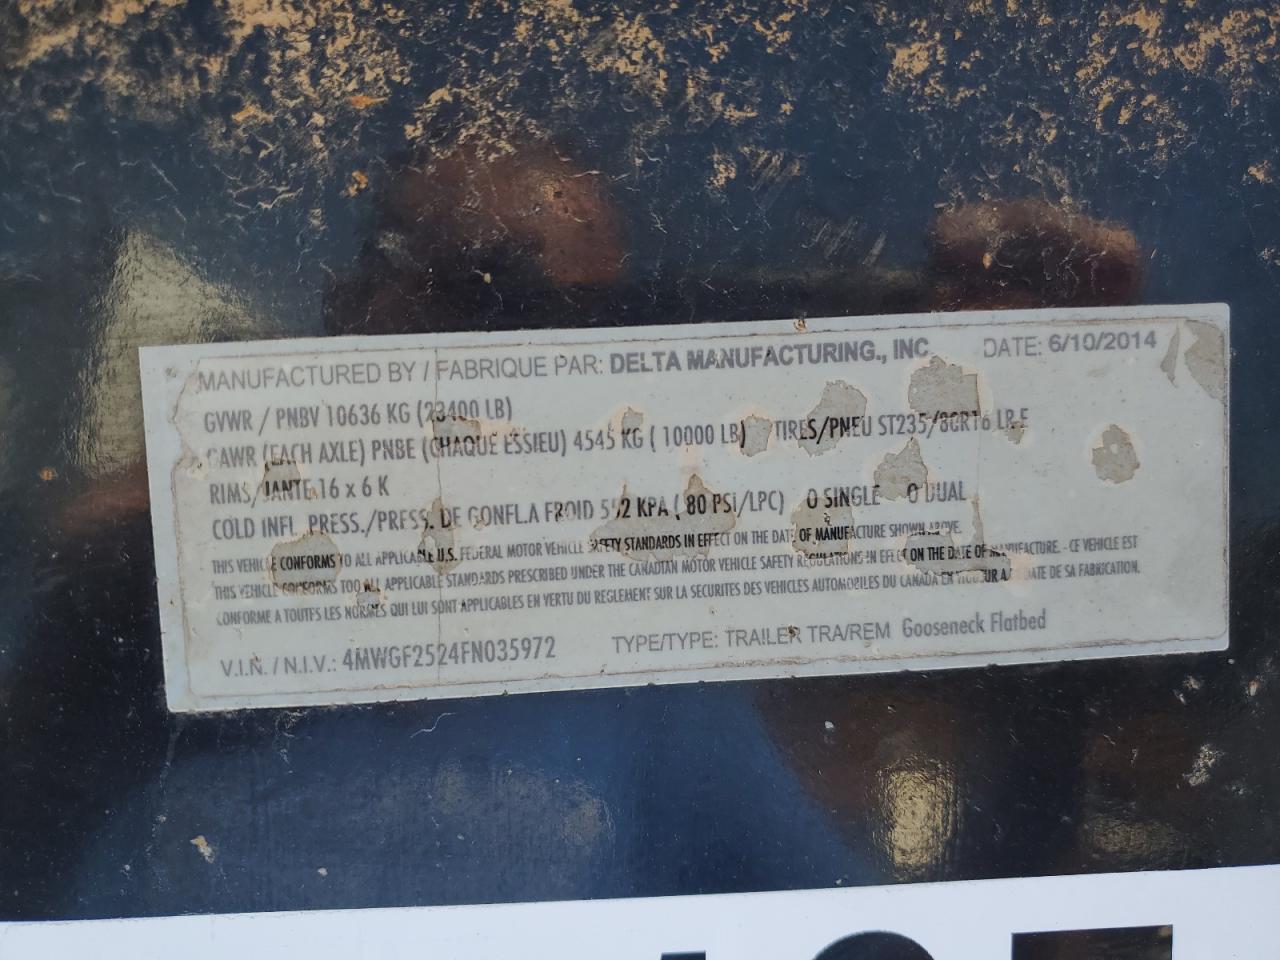 MANUFACTURED BY / FABRIQUE PAR: DELTA MANUFACTURING., INC. DATE: 6/10/2014
GVWR / PNBV 10636 KG (23400 LB)
GAWR (EACH AXLE) PNBE (CHAQUE ESSIEU) 4545 KG ( 10000 LB) TIRES/PNEU ST235/80R16 LR-E
RIMS/JANTE 16 x 6 K
COLD INFL. PRESS./PRESS. DE GONFL.A FROID 552 KPA ( 80 PSi/LPC) O SINGLE O DUAL
THIS VEHICLE CONFORMS TO ALL APPLICABLE U.S. FEDERAL MOTOR VEHICLE SAFETY STANDARDS IN EFFECT ON THE DATE OF MANUFACTURE SHOWN ABOVE.
THIS VEHICLE CONFORMS TOO ALL APPLICABLE STANDARDS PRESCRIBED UNDER THE CANADIAN MOTOR VEHICLE SAFETY REGULATIONS IN EFFECT ON THE DATE OF MANUFACTURE. - CE VEHICLE EST
CONFORME A TOUTES LES NORMES QUI LUI SONT APPLICABLES EN VERTU DU REGLEMENT SUR LA SECURITES DES VEHICLES AUTOMOBILES DU CANADA EN VIGUEUR A LA DATE DE SA FABRICATION.
V.I.N. / N.I.V.: 4MWGF2524FN035972 TYPE/TYPE: TRAILER TRA/REM Gooseneck Flatbed